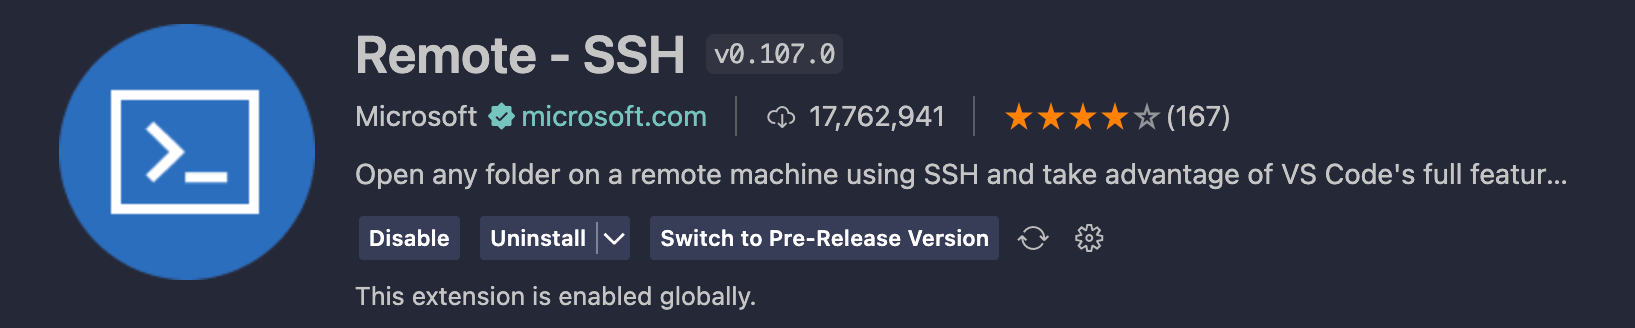 Remote - SSH v0.107.0
Microsoft microsoft.com 17,762,941 (167)
Open any folder on a remote machine using SSH and take advantage of VS Code's full featur...
Disable Uninstall Switch to Pre-Release Version
This extension is enabled globally.